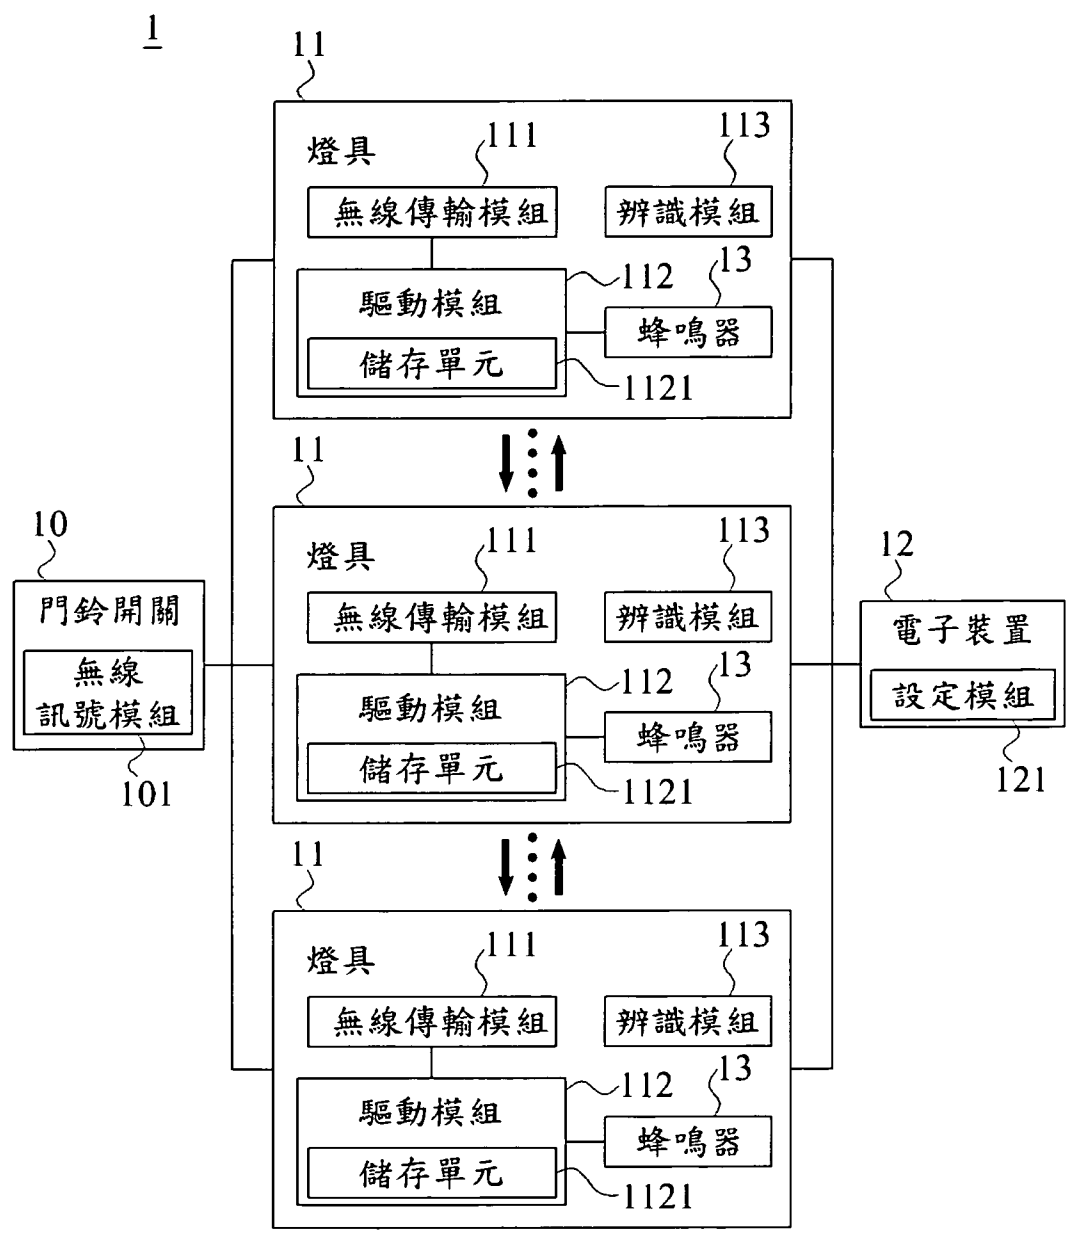 1
11
燈具
111
113
無線傳輸模組
辨識模組
112
13
驅動模組
蜂鳴器
儲存單元
1121
11
燈具
111
113
無線傳輸模組
辨識模組
112
13
驅動模組
蜂鳴器
儲存單元
1121
10
門鈴開關
無線
訊號模組
101
12
電子裝置
設定模組
121
11
燈具
111
113
無線傳輸模組
辨識模組
112
13
驅動模組
蜂鳴器
儲存單元
1121